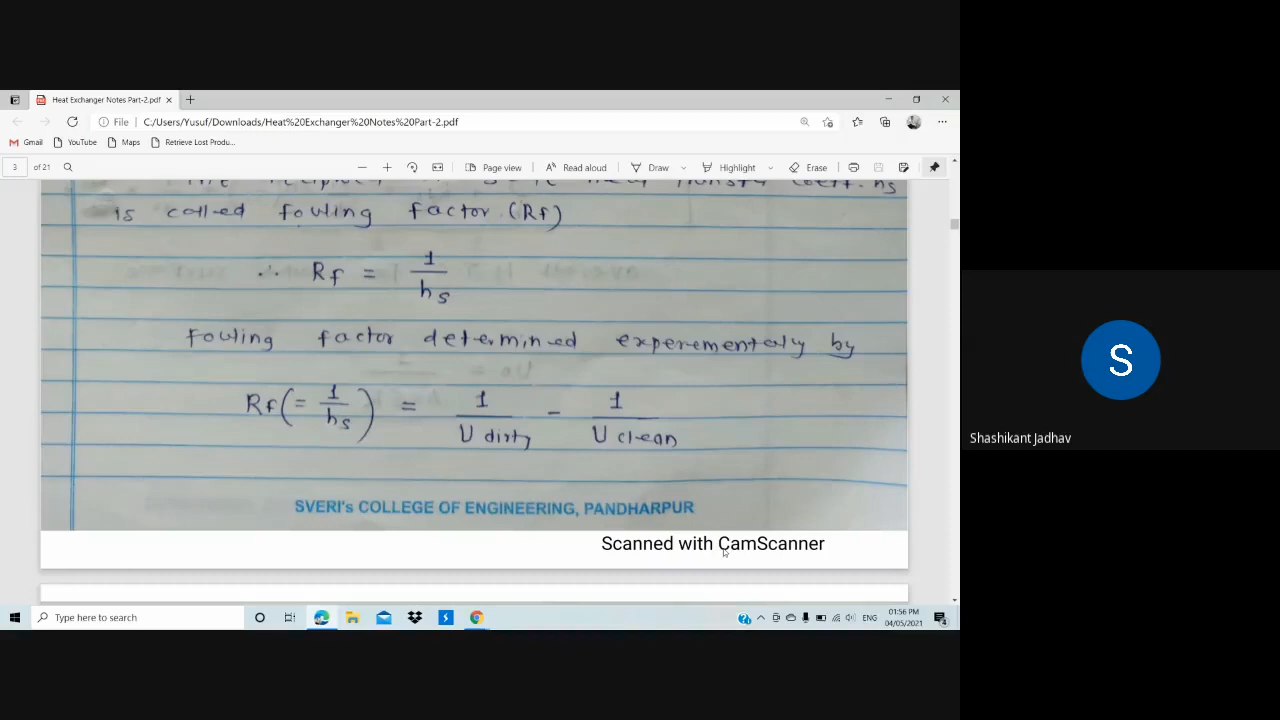 Heat Exchanger Notes Part-2.pdf
File | C:/Users/Yusuf/Downloads/Heat%20Exchanger%20Notes%20Part-2.pdf
Gmail YouTube Maps Retrieve Lost Produ...
3 of 21 Page view Read aloud Draw Highlight Erase
is called fouling factor (Rf)
∴ Rf = 1/hs
Fouling factor determined experementaly by
Rf (= 1/hs) = 1/U dirty - 1/U clean
SVERI's COLLEGE OF ENGINEERING, PANDHARPUR
Scanned with CamScanner
Shashikant Jadhav
S
Type here to search
ENG
01:56 PM
04/05/2021